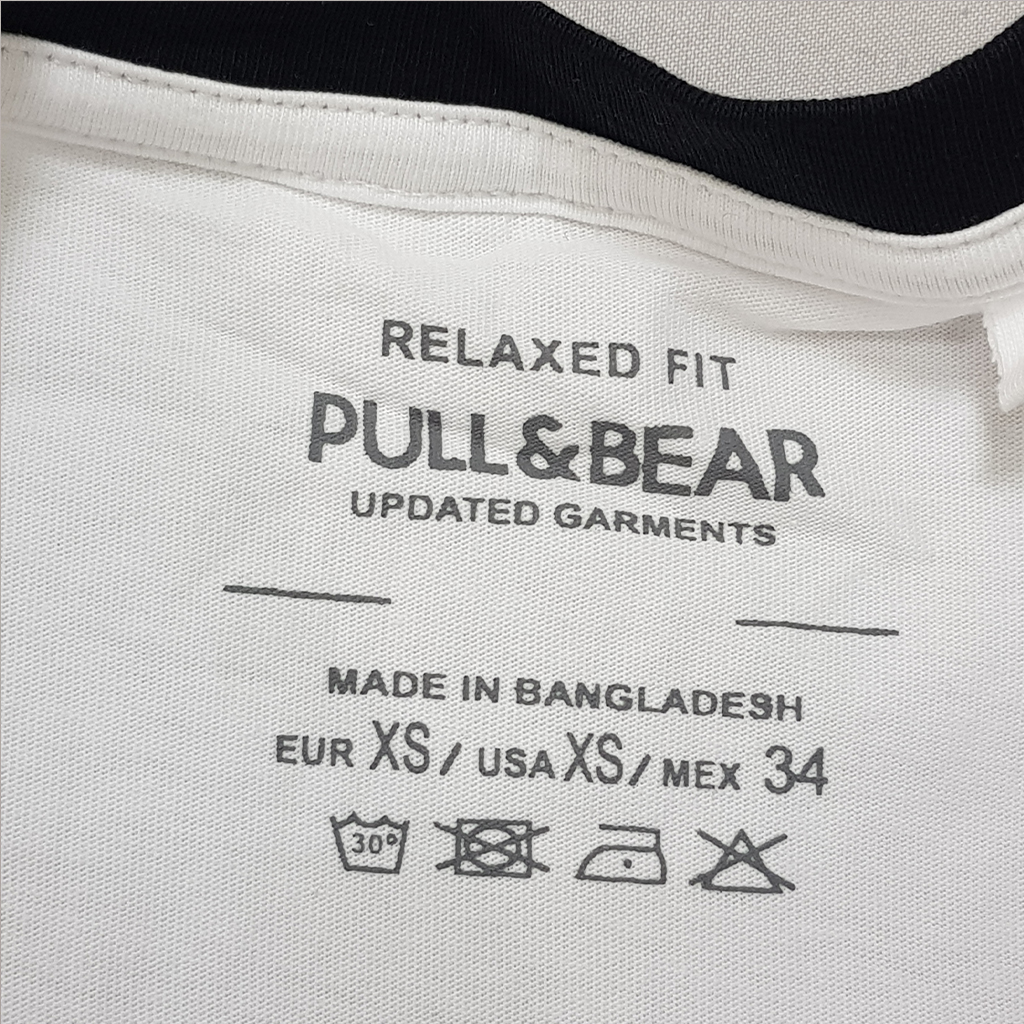 RELAXED FIT
PULL&BEAR
UPDATED GARMENTS
MADE IN BANGLADESH
EUR XS / USA XS / MEX 34
30°